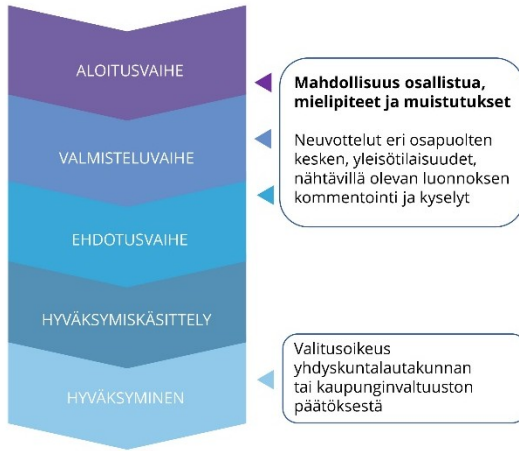 ALOITUSVAIHE
Mahdollisuus osallistua,
mielipiteet ja muistutukset
Neuvottelut eri osapuolten
kesken, yleisötilaisuudet,
nähtävillä olevan luonnoksen
kommentointi ja kyselyt
VALMISTELUVAIHE
EHDOTUSVAIHE
HYVÄKSYMISKÄSITTELY
HYVÄKSYMINEN
Valitusoikeus
yhdyskuntalautakunnan
tai kaupunginvaltuuston
päätöksestä